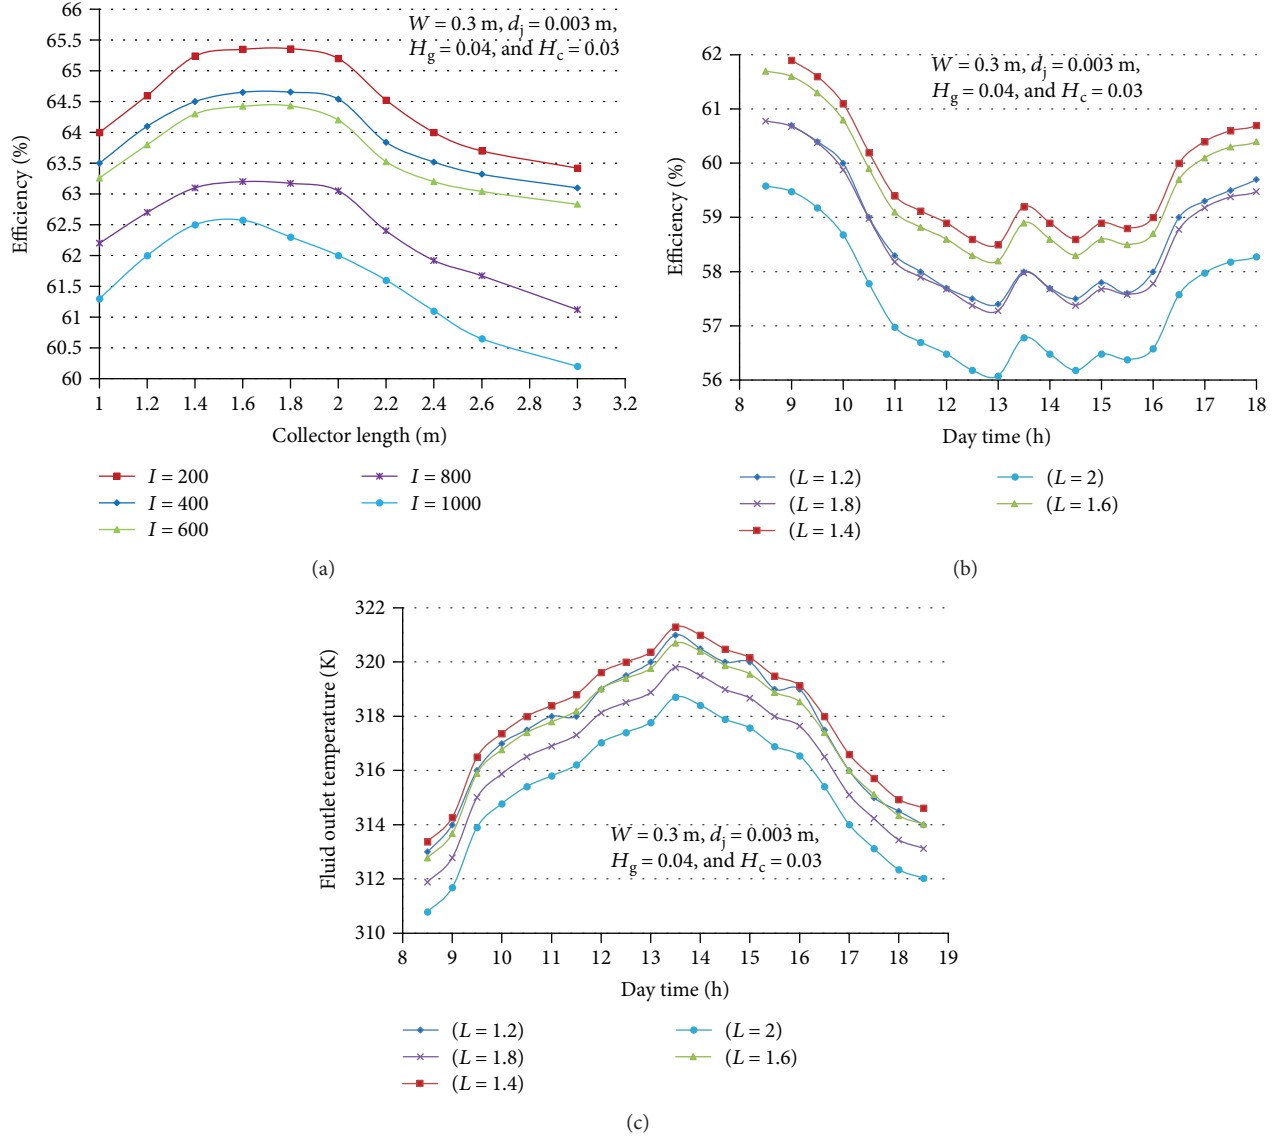 W = 0.3 m, dj = 0.003 m,
Hg = 0.04, and Hc = 0.03
Efficiency (%)
66
65.5
65
64.5
64
63.5
63
62.5
62
61.5
61
60.5
60
1 1.2 1.4 1.6 1.8 2 2.2 2.4 2.6 2.8 3 3.2
Collector length (m)
I = 200
I = 400
I = 600
I = 800
I = 1000
(a)
W = 0.3 m, dj = 0.003 m,
Hg = 0.04, and Hc = 0.03
Efficiency (%)
62
61
60
59
58
57
56
8 9 10 11 12 13 14 15 16 17 18
Day time (h)
(L = 1.2)
(L = 1.8)
(L = 1.4)
(L = 2)
(L = 1.6)
(b)
Fluid outlet temperature (K)
322
320
318
316
314
312
310
W = 0.3 m, dj = 0.003 m,
Hg = 0.04, and Hc = 0.03
8 9 10 11 12 13 14 15 16 17 18 19
Day time (h)
(L = 1.2)
(L = 1.8)
(L = 1.4)
(L = 2)
(L = 1.6)
(c)